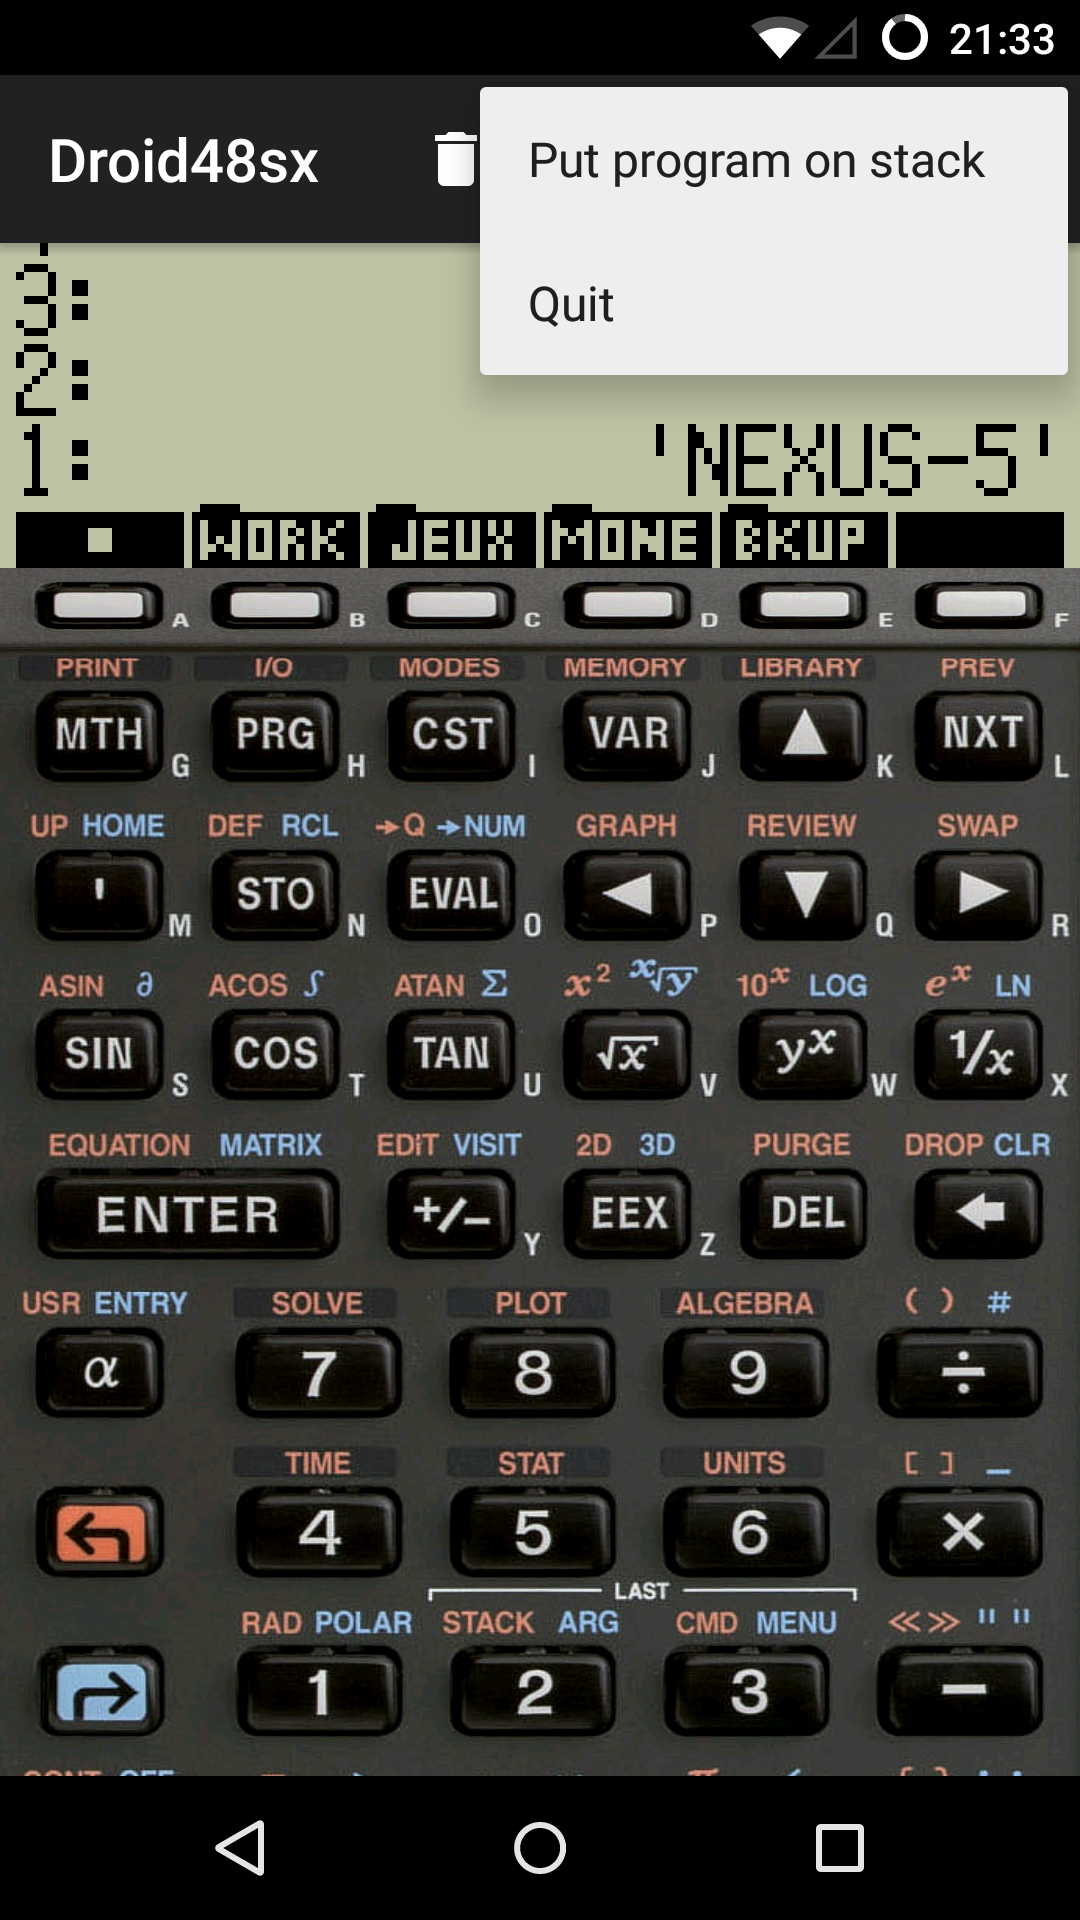 21:33
Droid48sx
Put program on stack
Quit
3:
2:
1: 'NEXUS-5'
WORK JEUX MONE BKUP
A B C D E F
PRINT I/O MODES MEMORY LIBRARY PREV
MTH G PRG H CST I VAR J ▲ K NXT L
UP HOME DEF RCL →Q →NUM GRAPH REVIEW SWAP
' M STO N EVAL O ◀ P ▼ Q ▶ R
ASIN ∂ ACOS ∫ ATAN Σ x² ˣ√y 10ˣ LOG eˣ LN
SIN S COS T TAN U √x V yˣ W 1/x X
EQUATION MATRIX EDIT VISIT 2D 3D PURGE DROP CLR
ENTER +/− Y EEX Z DEL ←
USR ENTRY SOLVE PLOT ALGEBRA ( ) #
α 7 8 9 ÷
TIME STAT UNITS [ ] _
4 5 6 ×
LAST
RAD POLAR STACK ARG CMD MENU « » " "
1 2 3 −